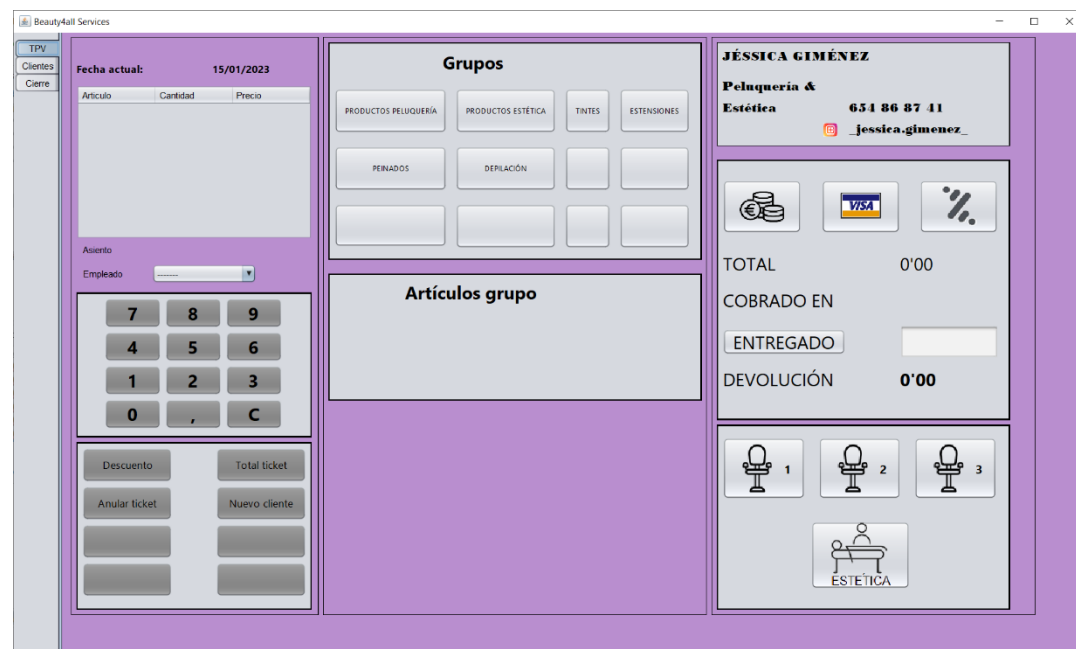 Beauty4all Services
TPV
Clientes
Cierre
Fecha actual: 15/01/2023
Articulo Cantidad Precio
Asiento
Empleado -------
7 8 9
4 5 6
1 2 3
0 , C
Descuento Total ticket
Anular ticket Nuevo cliente
Grupos
PRODUCTOS PELUQUERÍA PRODUCTOS ESTÉTICA TINTES ESTENSIONES
PEINADOS DEPILACIÓN
Artículos grupo
JÉSSICA GIMÉNEZ
Peluquería &
Estética 654 86 87 41
_jessica.gimenez_
VISA
TOTAL 0'00
COBRADO EN
ENTREGADO
DEVOLUCIÓN 0'00
1 2 3
ESTÉTICA